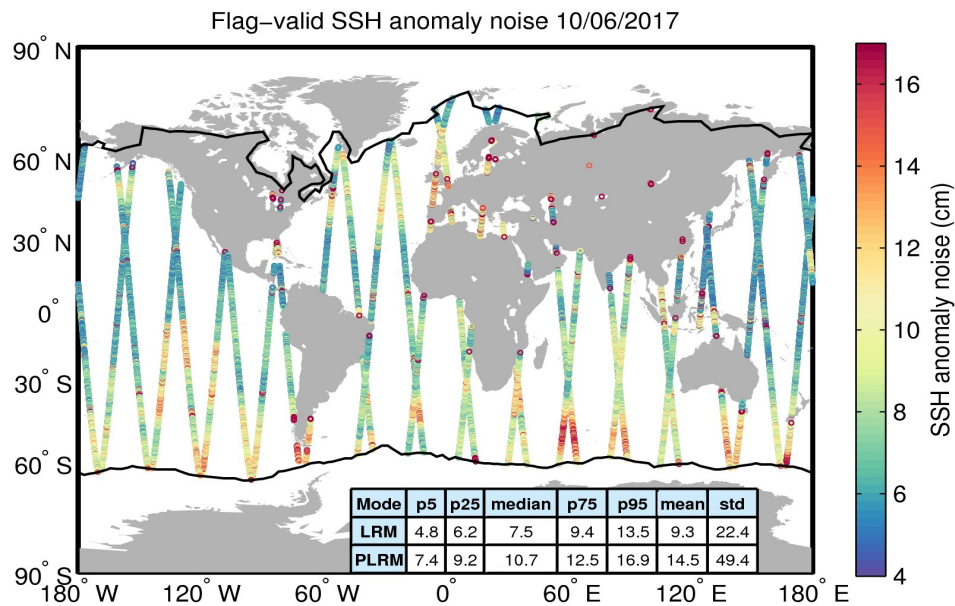 Flag−valid SSH anomaly noise 10/06/2017
90° N
60° N
30° N
0°
30° S
60° S
90° S
180° W
120° W
60° W
0°
60° E
120° E
180° E
16
14
12
10
8
6
4
SSH anomaly noise (cm)
Mode p5 p25 median p75 p95 mean std
LRM 4.8 6.2 7.5 9.4 13.5 9.3 22.4
PLRM 7.4 9.2 10.7 12.5 16.9 14.5 49.4